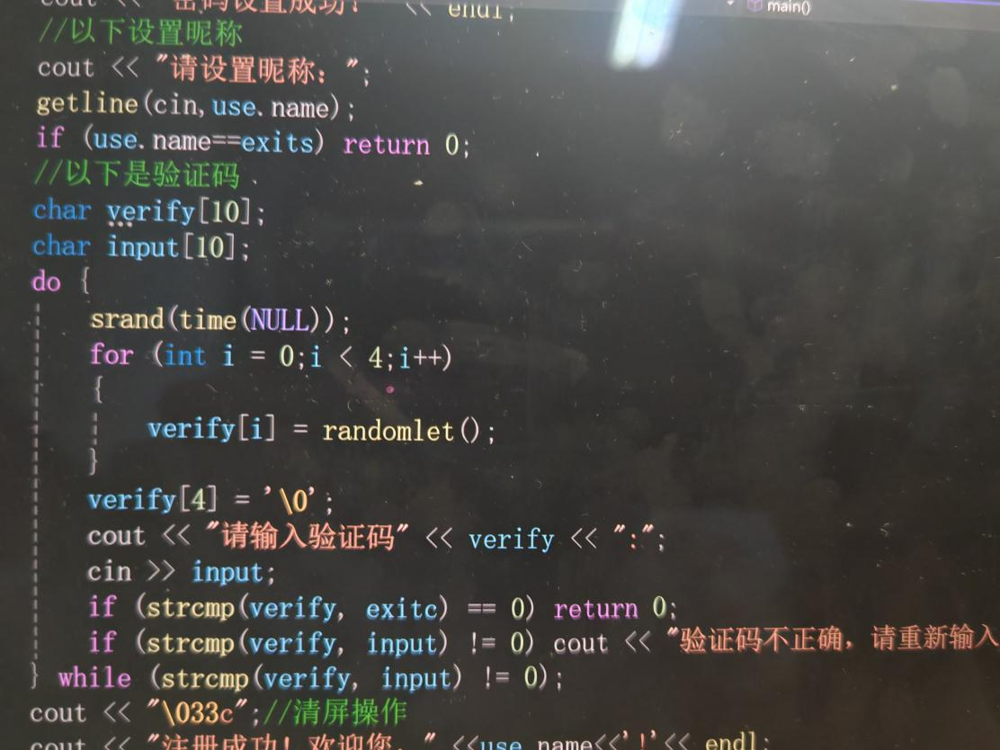 cout << "密码设置成功!" << endl;
main()
//以下设置昵称
cout << "请设置昵称：";
getline(cin,use.name);
if (use.name==exits) return 0;
//以下是验证码
char verify[10];
char input[10];
do {
srand(time(NULL));
for (int i = 0;i < 4;i++)
{
verify[i] = randomlet();
}
verify[4] = '\0';
cout << "请输入验证码" << verify << ":";
cin >> input;
if (strcmp(verify, exitc) == 0) return 0;
if (strcmp(verify, input) != 0) cout << "验证码不正确，请重新输入
} while (strcmp(verify, input) != 0);
cout << "\033c";//清屏操作
cout << "注册成功！欢迎您，" <<use.name<<'!'<< endl;